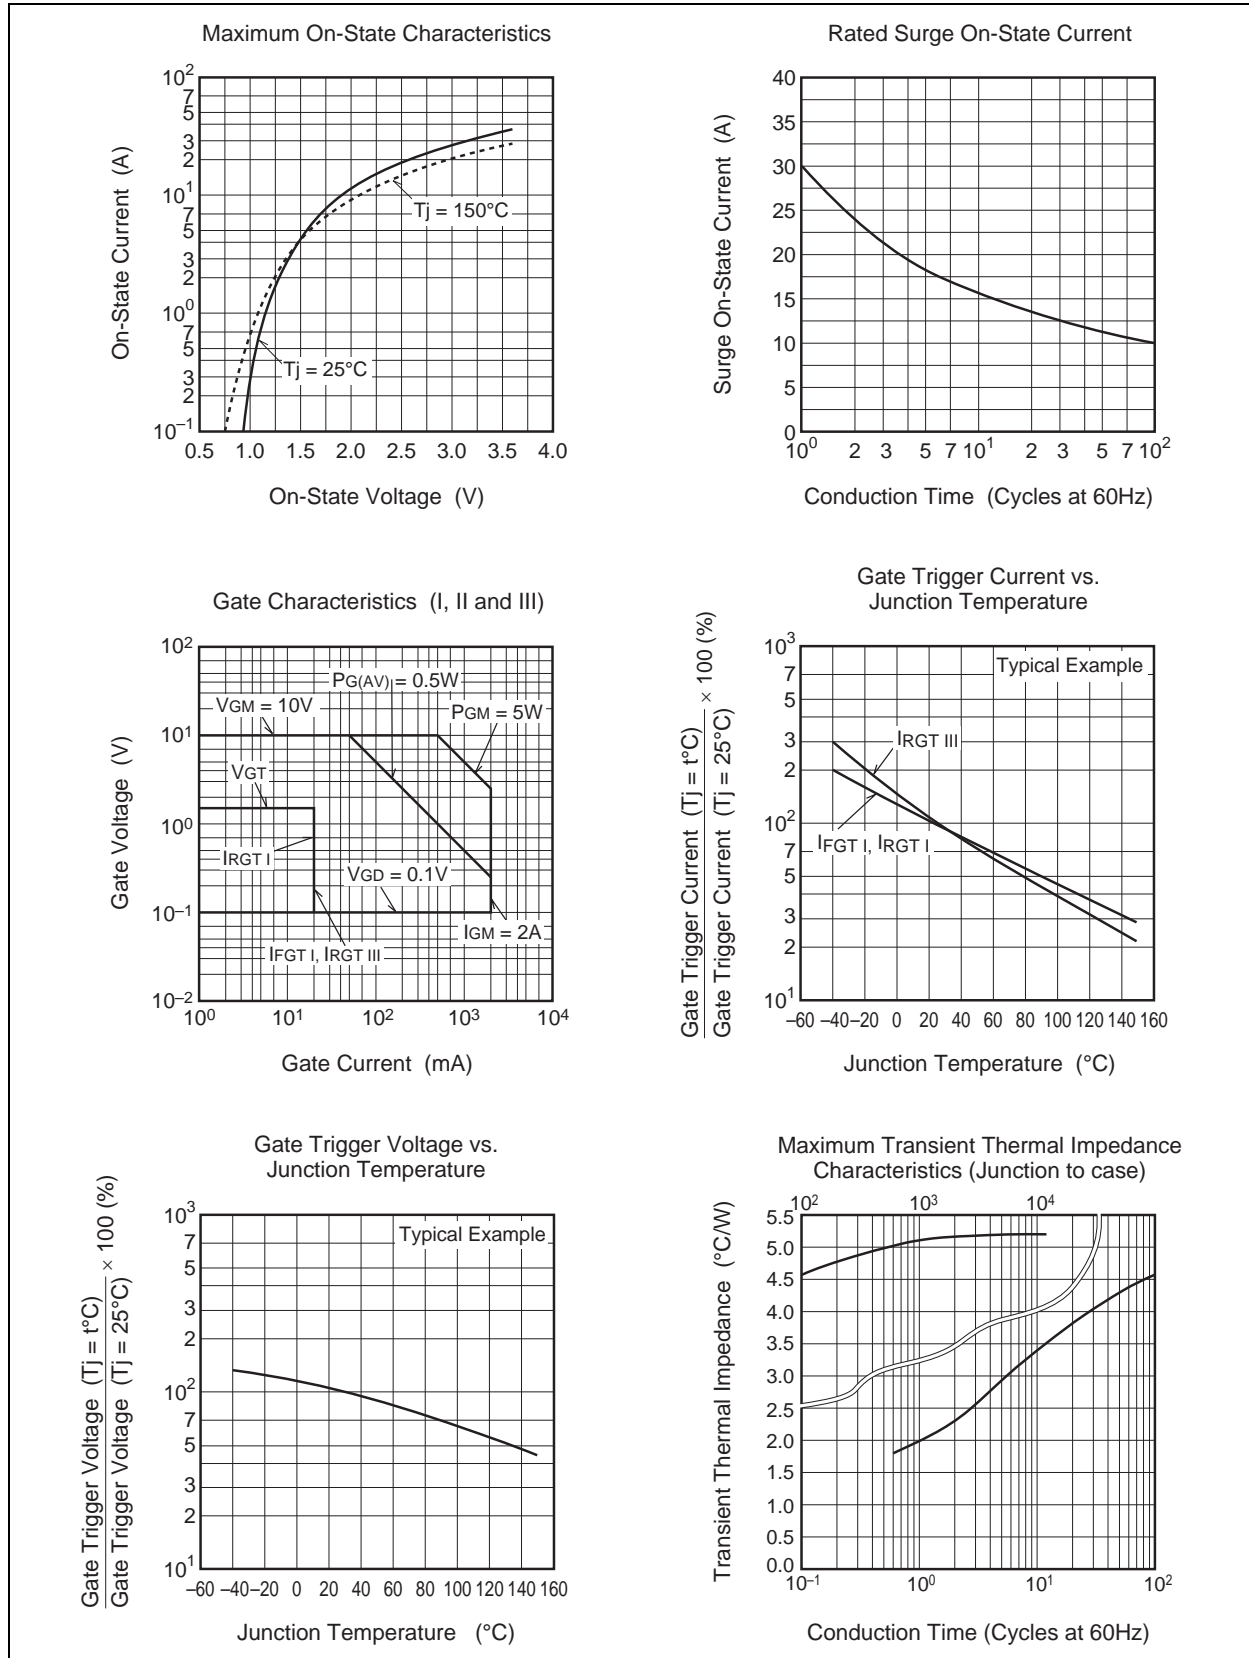 Maximum On-State Characteristics
On-State Current (A)
10²
7
5
3
2
10¹
7
5
3
2
10⁰
7
5
3
2
10⁻¹
Tj = 150°C
Tj = 25°C
0.5 1.0 1.5 2.0 2.5 3.0 3.5 4.0
On-State Voltage (V)
Rated Surge On-State Current
Surge On-State Current (A)
40
35
30
25
20
15
10
5
0
10⁰ 2 3 5 7 10¹ 2 3 5 7 10²
Conduction Time (Cycles at 60Hz)
Gate Characteristics (I, II and III)
Gate Voltage (V)
10²
10¹
10⁰
10⁻¹
10⁻²
PG(AV) = 0.5W
VGM = 10V
PGM = 5W
VGT
IRGT I
VGD = 0.1V
IGM = 2A
IFGT I, IRGT III
10⁰ 10¹ 10² 10³ 10⁴
Gate Current (mA)
Gate Trigger Current vs.
Junction Temperature
Gate Trigger Current (Tj = t°C)
Gate Trigger Current (Tj = 25°C)
× 100 (%)
10³
7
5
3
2
10²
7
5
3
2
10¹
Typical Example
IRGT III
IFGT I, IRGT I
–60 –40 –20 0 20 40 60 80 100 120 140 160
Junction Temperature (°C)
Gate Trigger Voltage vs.
Junction Temperature
Gate Trigger Voltage (Tj = t°C)
Gate Trigger Voltage (Tj = 25°C)
× 100 (%)
10³
7
5
3
2
10²
7
5
3
2
10¹
Typical Example
–60 –40 –20 0 20 40 60 80 100 120 140 160
Junction Temperature (°C)
Maximum Transient Thermal Impedance
Characteristics (Junction to case)
Transient Thermal Impedance (°C/W)
10² 10³ 10⁴
5.5
5.0
4.5
4.0
3.5
3.0
2.5
2.0
1.5
1.0
0.5
0.0
10⁻¹ 10⁰ 10¹ 10²
Conduction Time (Cycles at 60Hz)